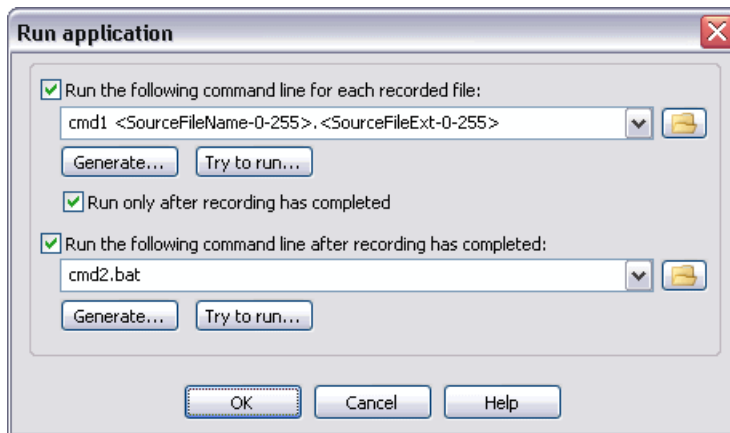 Run application
Run the following command line for each recorded file:
cmd1 <SourceFileName-0-255>.<SourceFileExt-0-255>
Generate... Try to run...
Run only after recording has completed
Run the following command line after recording has completed:
cmd2.bat
Generate... Try to run...
OK Cancel Help